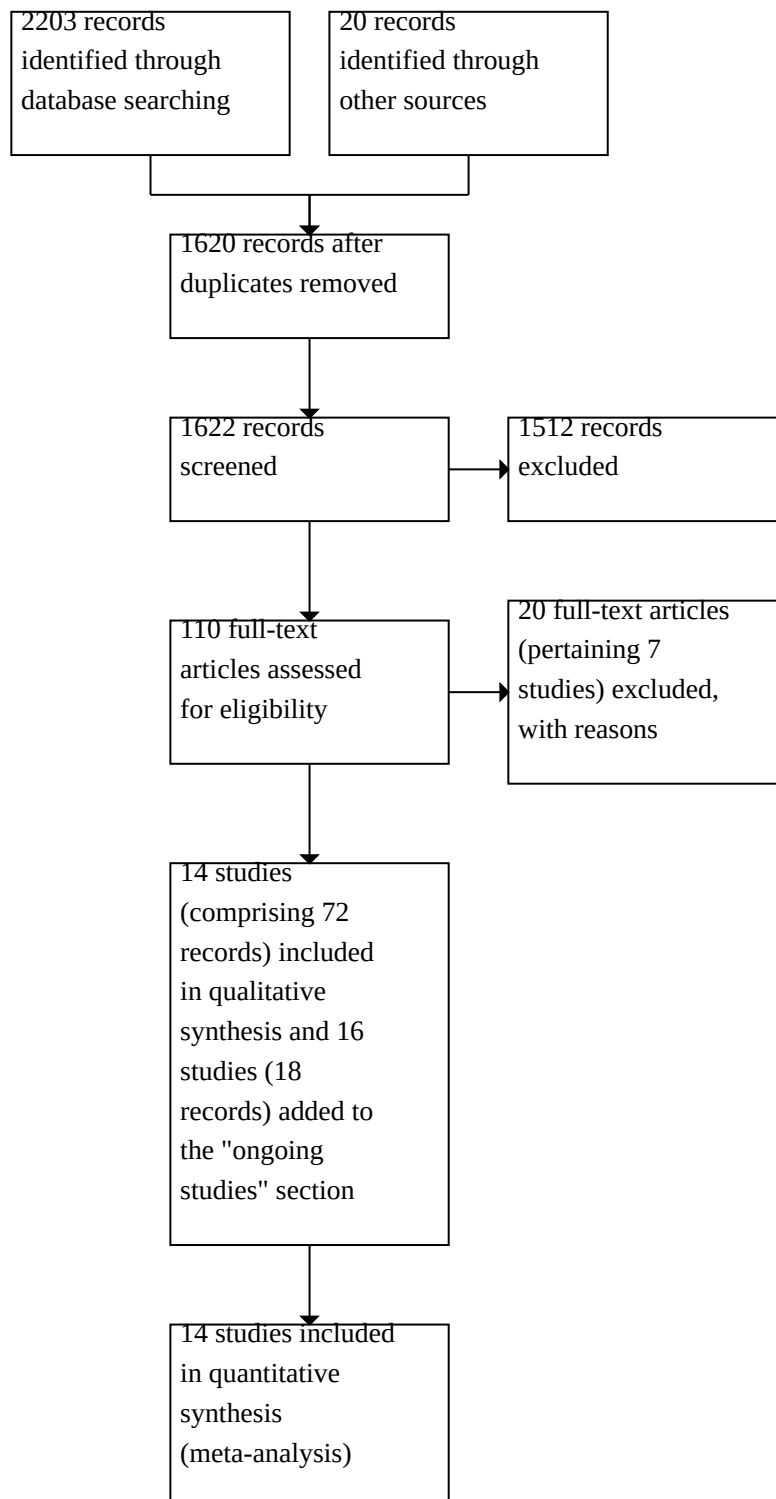 2203 records
identified through
database searching
20 records
identified through
other sources
1620 records after
duplicates removed
1622 records
screened
1512 records
excluded
110 full-text
articles assessed
for eligibility
20 full-text articles
(pertaining 7
studies) excluded,
with reasons
14 studies
(comprising 72
records) included
in qualitative
synthesis and 16
studies (18
records) added to
the "ongoing
studies" section
14 studies included
in quantitative
synthesis
(meta-analysis)